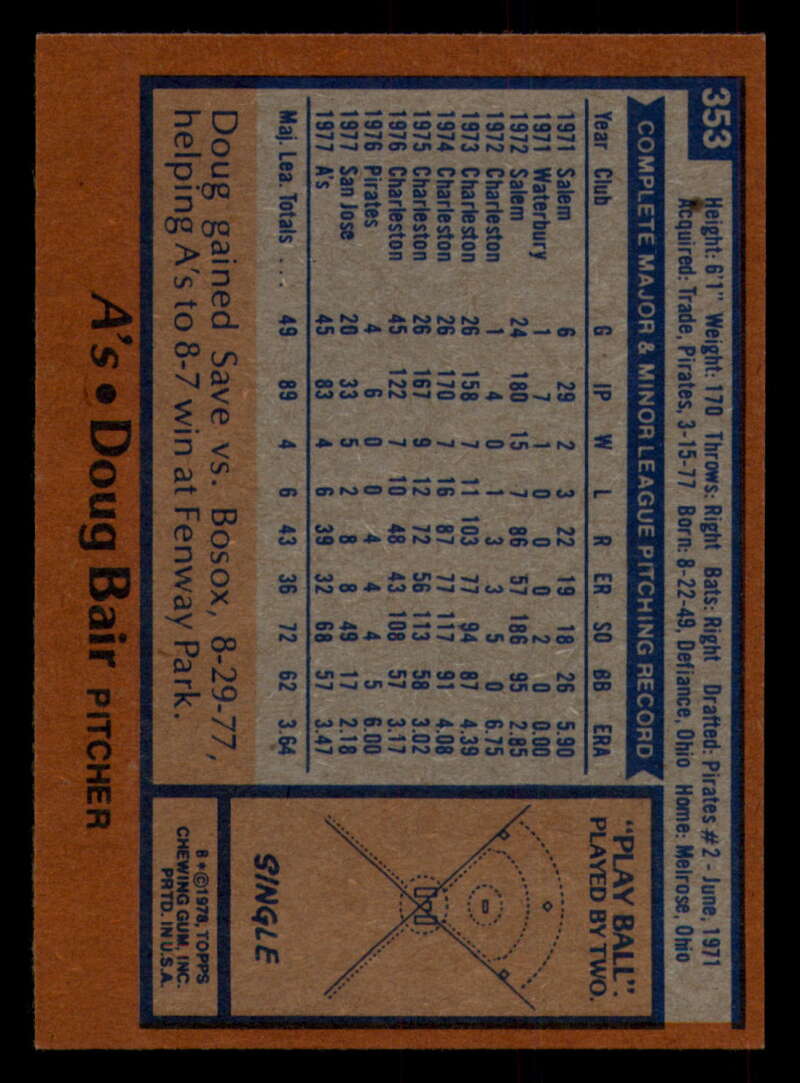 353
Height: 6'1" Weight: 170 Throws: Right Bats: Right Drafted: Pirates #2 - June, 1971
Acquired: Trade, Pirates, 3-15-77 Born: 8-22-49, Defiance, Ohio Home: Melrose, Ohio
COMPLETE MAJOR & MINOR LEAGUE PITCHING RECORD
Year Club G IP W L R ER SO BB ERA
1971 Salem 6 29 2 3 22 19 18 26 5.90
1971 Waterbury 1 7 1 0 0 0 2 0 0.00
1972 Salem 24 180 15 7 86 57 186 95 2.85
1972 Charleston 1 4 0 1 3 3 5 0 6.75
1973 Charleston 26 158 7 11 103 77 94 87 4.39
1974 Charleston 26 170 7 16 87 77 117 91 4.08
1975 Charleston 26 167 9 12 72 56 113 58 3.02
1976 Charleston 45 122 7 10 48 43 108 57 3.17
1976 Pirates 4 6 0 0 4 4 4 5 6.00
1977 San Jose 20 33 5 2 8 8 49 17 2.18
1977 A's 45 83 4 6 39 32 68 57 3.47
Maj. Lea. Totals ... 49 89 4 6 43 36 72 62 3.64
Doug gained Save vs. Bosox, 8-29-77,
helping A's to 8-7 win at Fenway Park.
"PLAY BALL"
PLAYED BY TWO.
SINGLE
B*©1978, TOPPS
CHEWING GUM, INC.
PRTD. IN U.S.A.
A's • Doug Bair PITCHER